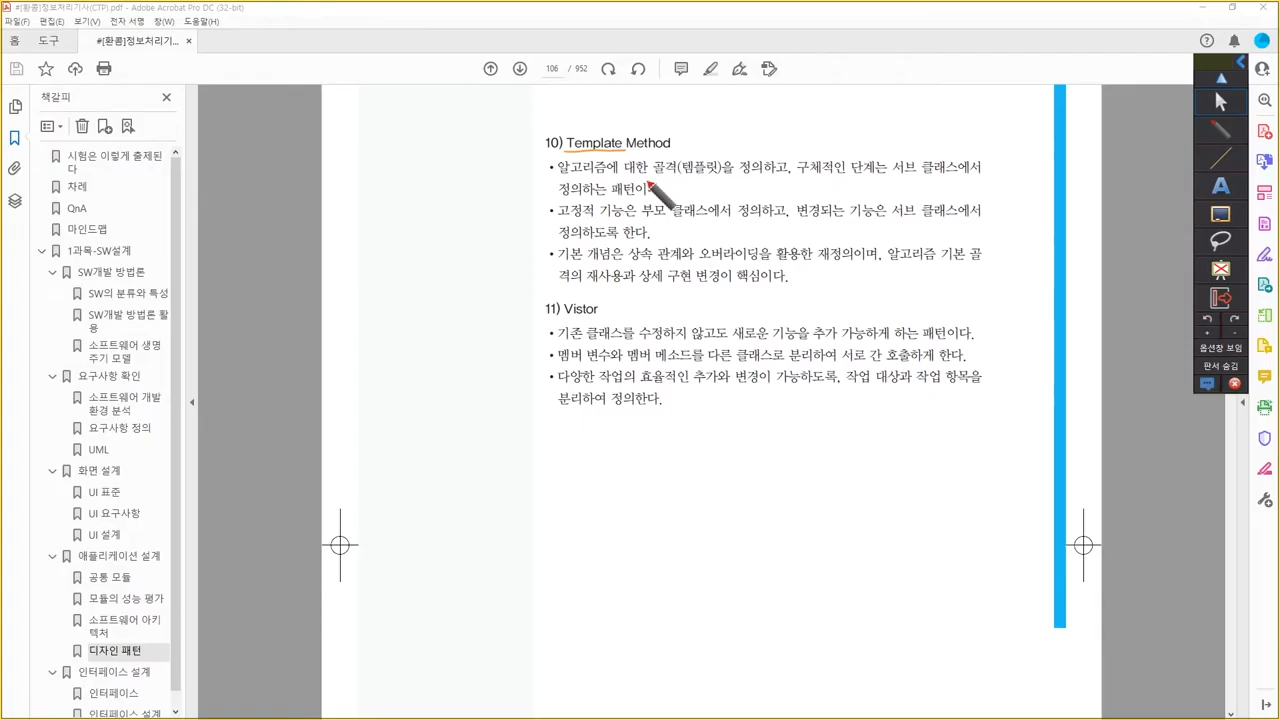 #[환콤]정보처리기사(CTP).pdf - Adobe Acrobat Pro DC (32-bit)
파일(F) 편집(E) 보기(V) 전자 서명 창(W) 도움말(H)
홈 도구 #[환콤]정보처리기... ×
106 / 952
책갈피
시험은 이렇게 출제된
다
차례
QnA
마인드맵
1과목-SW설계
SW개발 방법론
SW의 분류와 특성
SW개발 방법론 활
용
소프트웨어 생명
주기 모델
요구사항 확인
소프트웨어 개발
환경 분석
요구사항 정의
UML
화면 설계
UI 표준
UI 요구사항
UI 설계
애플리케이션 설계
공통 모듈
모듈의 성능 평가
소프트웨어 아키
텍처
디자인 패턴
인터페이스 설계
인터페이스
인터페이스 설계
10) Template Method
• 알고리즘에 대한 골격(템플릿)을 정의하고, 구체적인 단계는 서브 클래스에서
정의하는 패턴이
• 고정적 기능은 부모 클래스에서 정의하고, 변경되는 기능은 서브 클래스에서
정의하도록 한다.
• 기본 개념은 상속 관계와 오버라이딩을 활용한 재정의이며, 알고리즘 기본 골
격의 재사용과 상세 구현 변경이 핵심이다.
11) Vistor
• 기존 클래스를 수정하지 않고도 새로운 기능을 추가 가능하게 하는 패턴이다.
• 멤버 변수와 멤버 메소드를 다른 클래스로 분리하여 서로 간 호출하게 한다.
• 다양한 작업의 효율적인 추가와 변경이 가능하도록, 작업 대상과 작업 항목을
분리하여 정의한다.
옵션창 보임
판서 숨김